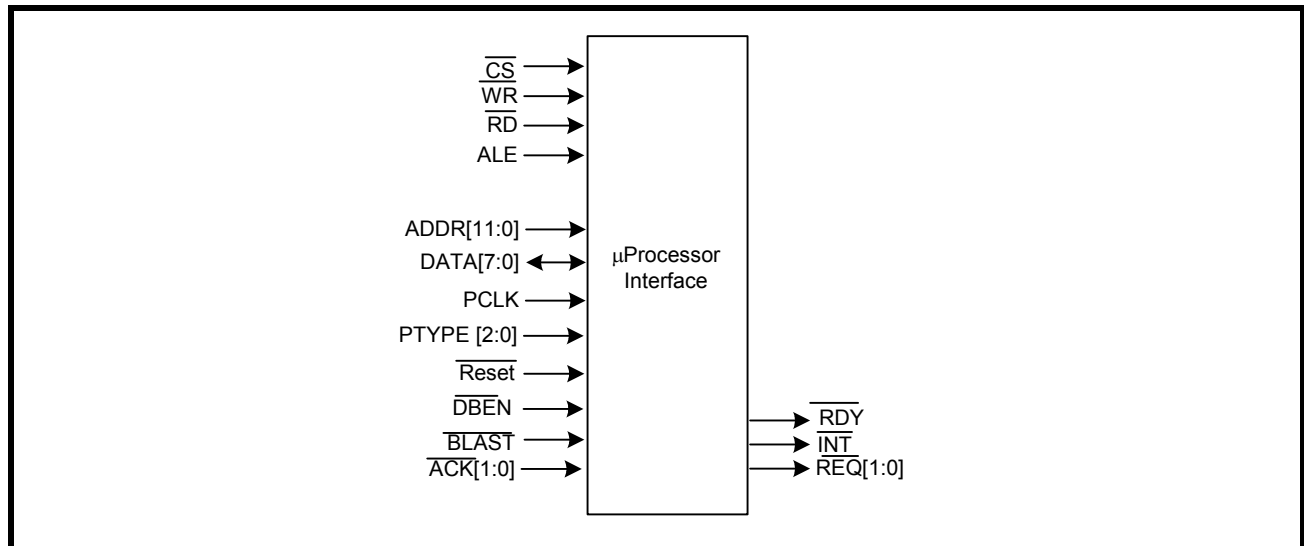 CS
WR
RD
ALE
ADDR[11:0]
DATA[7:0]
PCLK
PTYPE [2:0]
Reset
DBEN
BLAST
ACK[1:0]
µProcessor
Interface
RDY
INT
REQ[1:0]